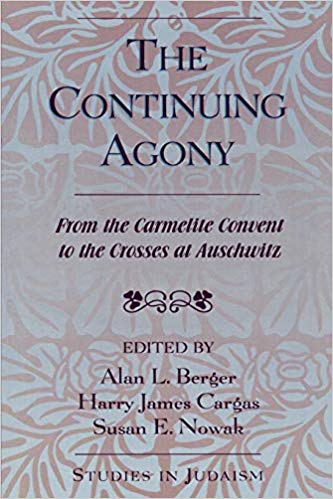 THE
CONTINUING
AGONY
From the Carmelite Convent
to the Crosses at Auschwitz
EDITED BY
Alan L. Berger
Harry James Cargas
Susan E. Nowak
STUDIES IN JUDAISM